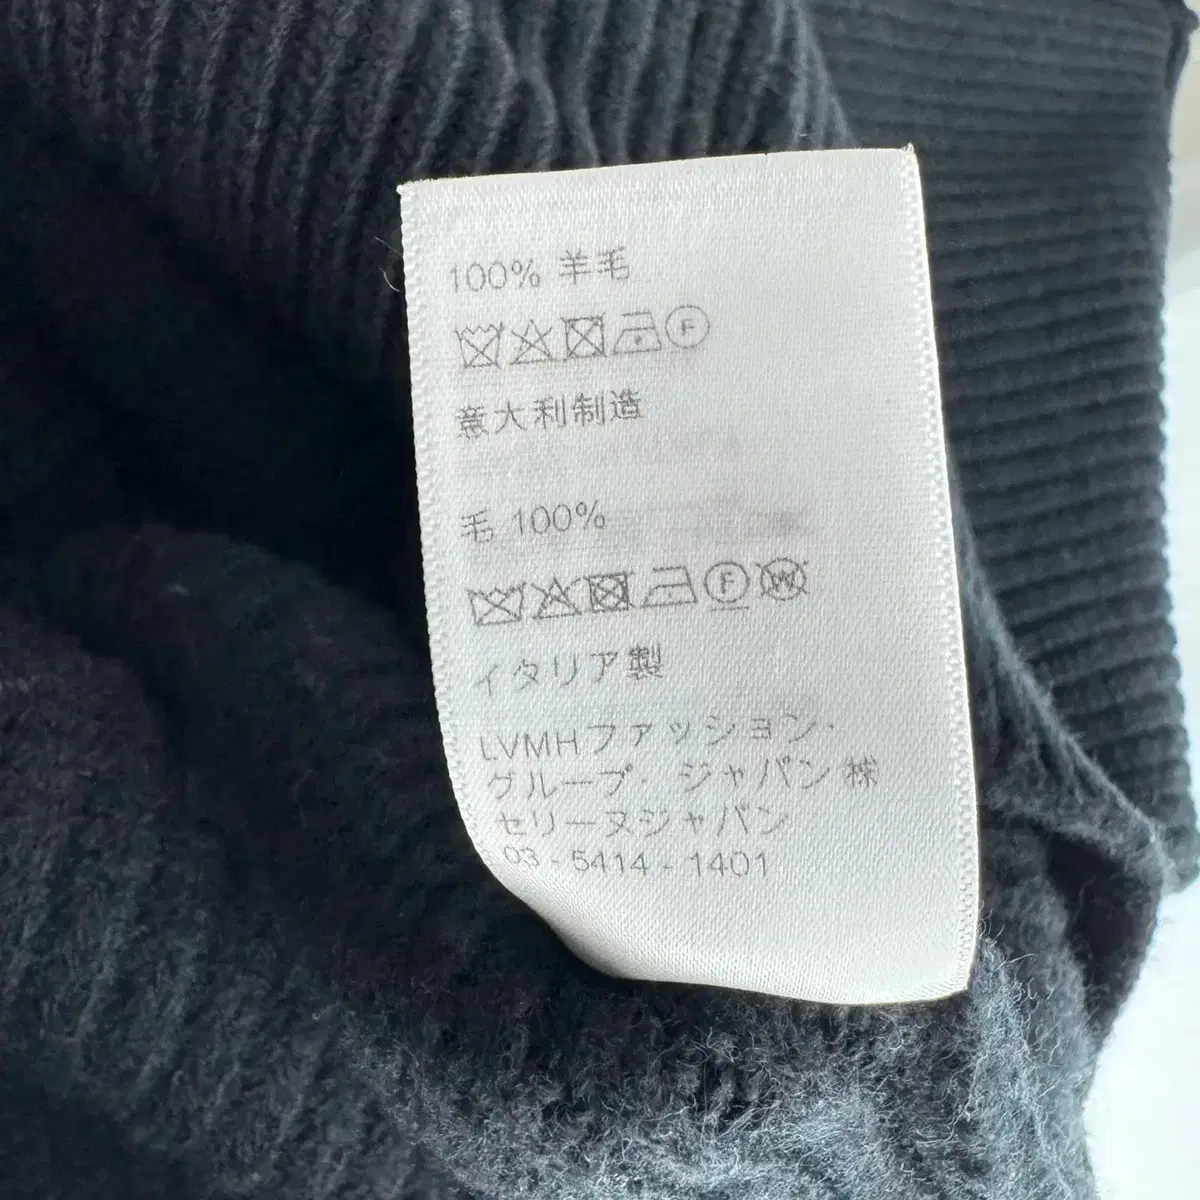 100% 羊毛
F
意大利制造
毛 100%
F W
イタリア製
LVMHファッション・
グループ・ジャパン㈱
セリーヌジャパン
03 - 5414 - 1401